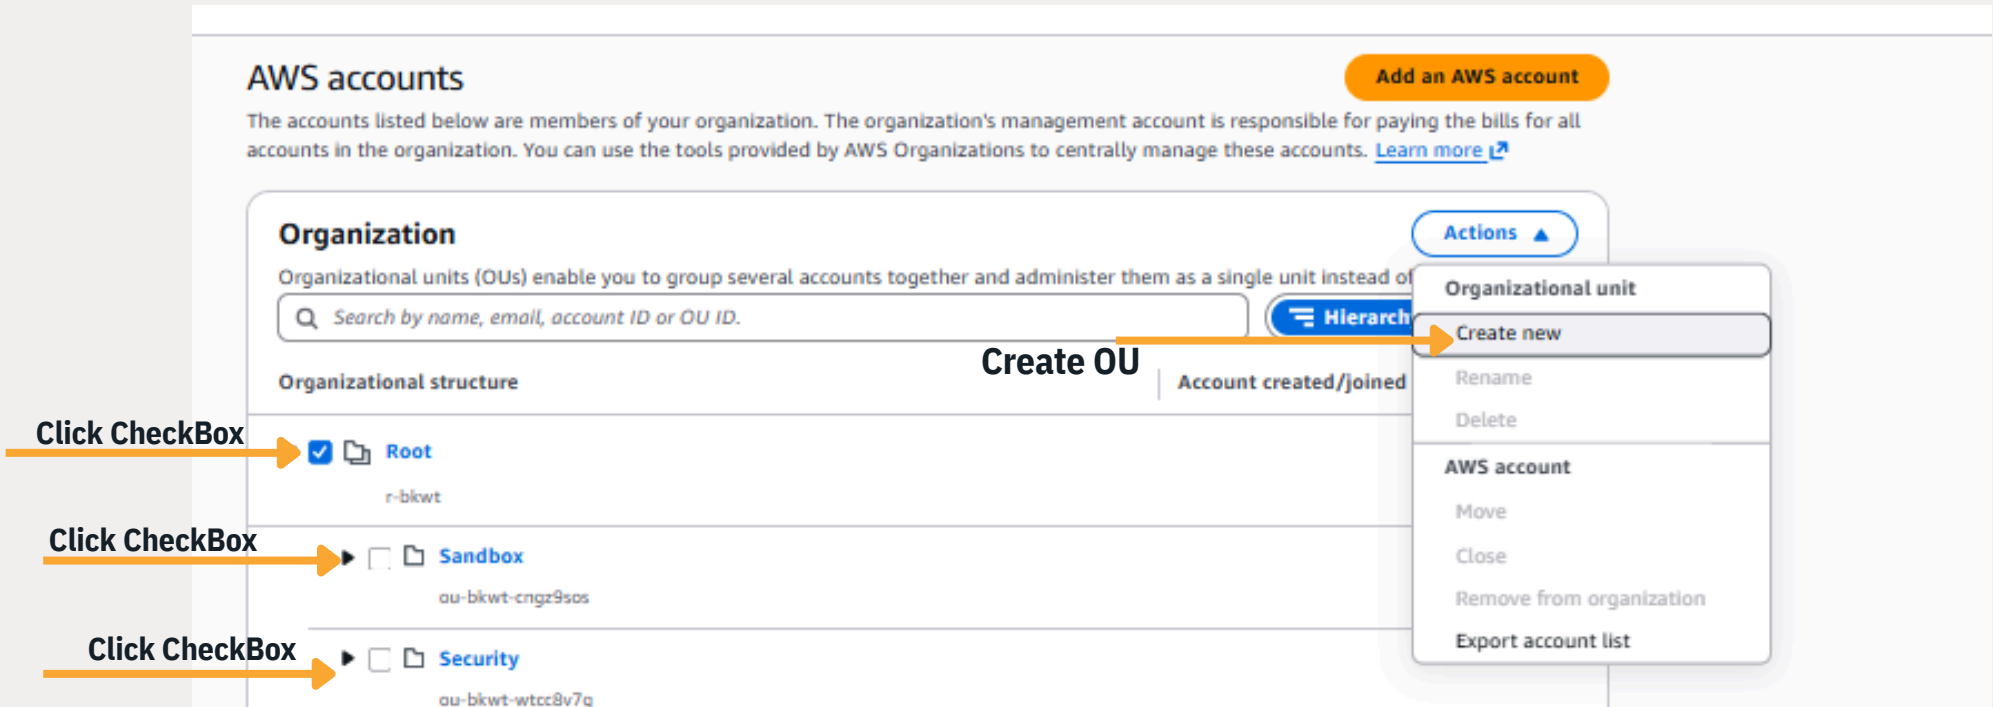 AWS accounts
Add an AWS account
The accounts listed below are members of your organization. The organization's management account is responsible for paying the bills for all
accounts in the organization. You can use the tools provided by AWS Organizations to centrally manage these accounts. Learn more
Organization
Actions
Organizational units (OUs) enable you to group several accounts together and administer them as a single unit instead of
Organizational unit
Search by name, email, account ID or OU ID.
Hierarch
Create new
Create OU
Organizational structure
Account created/joined
Rename
Delete
Click CheckBox
Root
AWS account
r-bkwt
Move
Click CheckBox
Sandbox
Close
ou-bkwt-cngz9sos
Remove from organization
Export account list
Click CheckBox
Security
ou-bkwt-wtcc8v7q